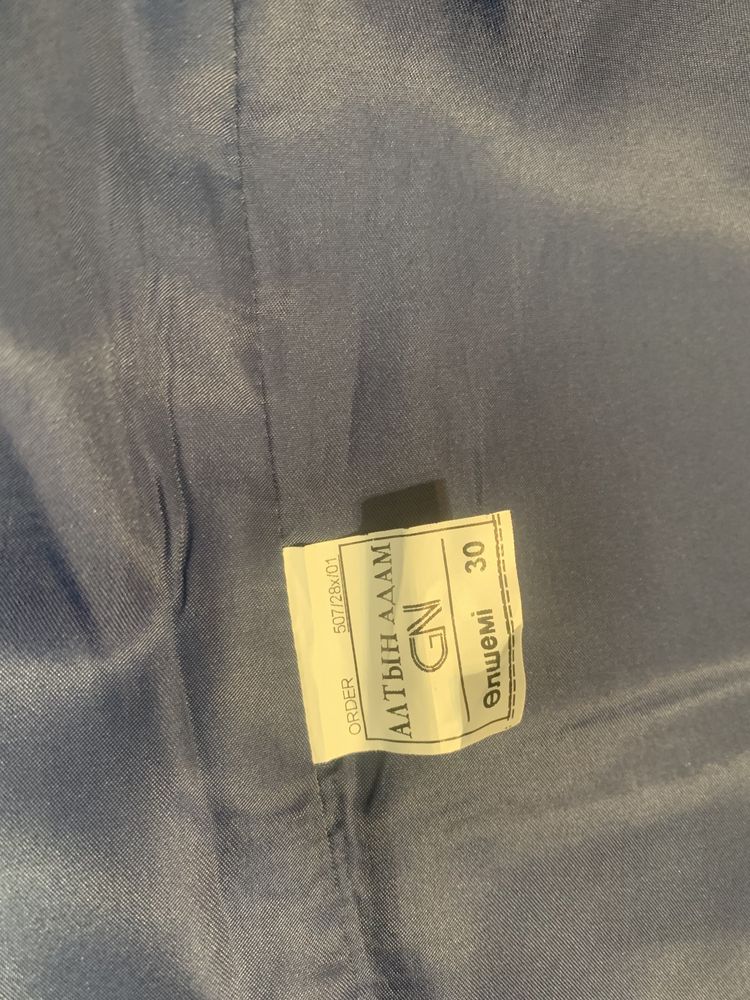 ORDER 507/28x/01
АЛТЫН АДАМ
GN
Өлшемі 30